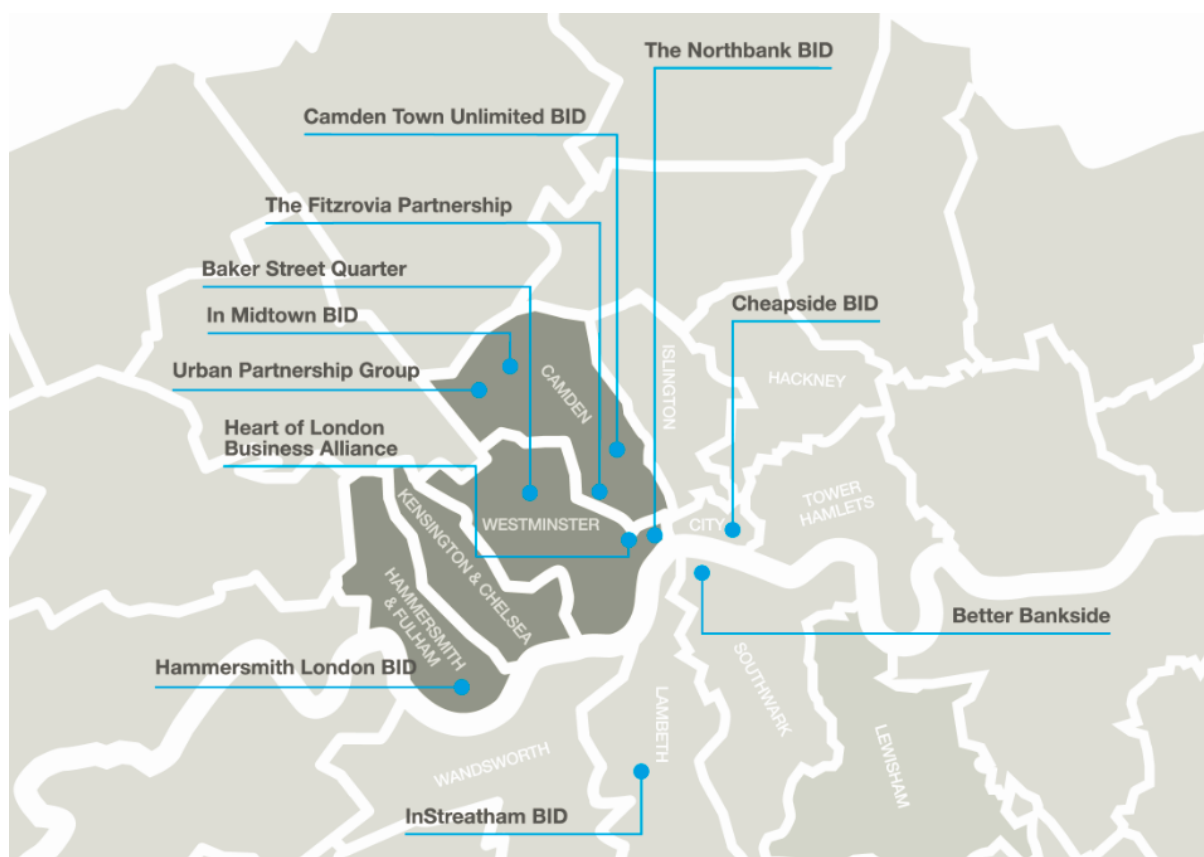 The Northbank BID
Camden Town Unlimited BID
The Fitzrovia Partnership
Baker Street Quarter
In Midtown BID
Cheapside BID
Urban Partnership Group
Heart of London
Business Alliance
CAMDEN
ISLINGTON
HACKNEY
TOWER
HAMLETS
WESTMINSTER
CITY
KENSINGTON & CHELSEA
HAMMERSMITH
& FULHAM
Better Bankside
Hammersmith London BID
SOUTHWARK
LAMBETH
LEWISHAM
WANDSWORTH
InStreatham BID